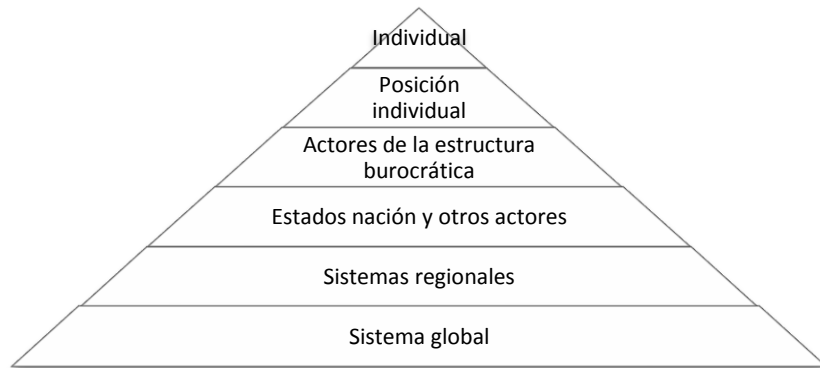 Individual
Posición
individual
Actores de la estructura
burocrática
Estados nación y otros actores
Sistemas regionales
Sistema global